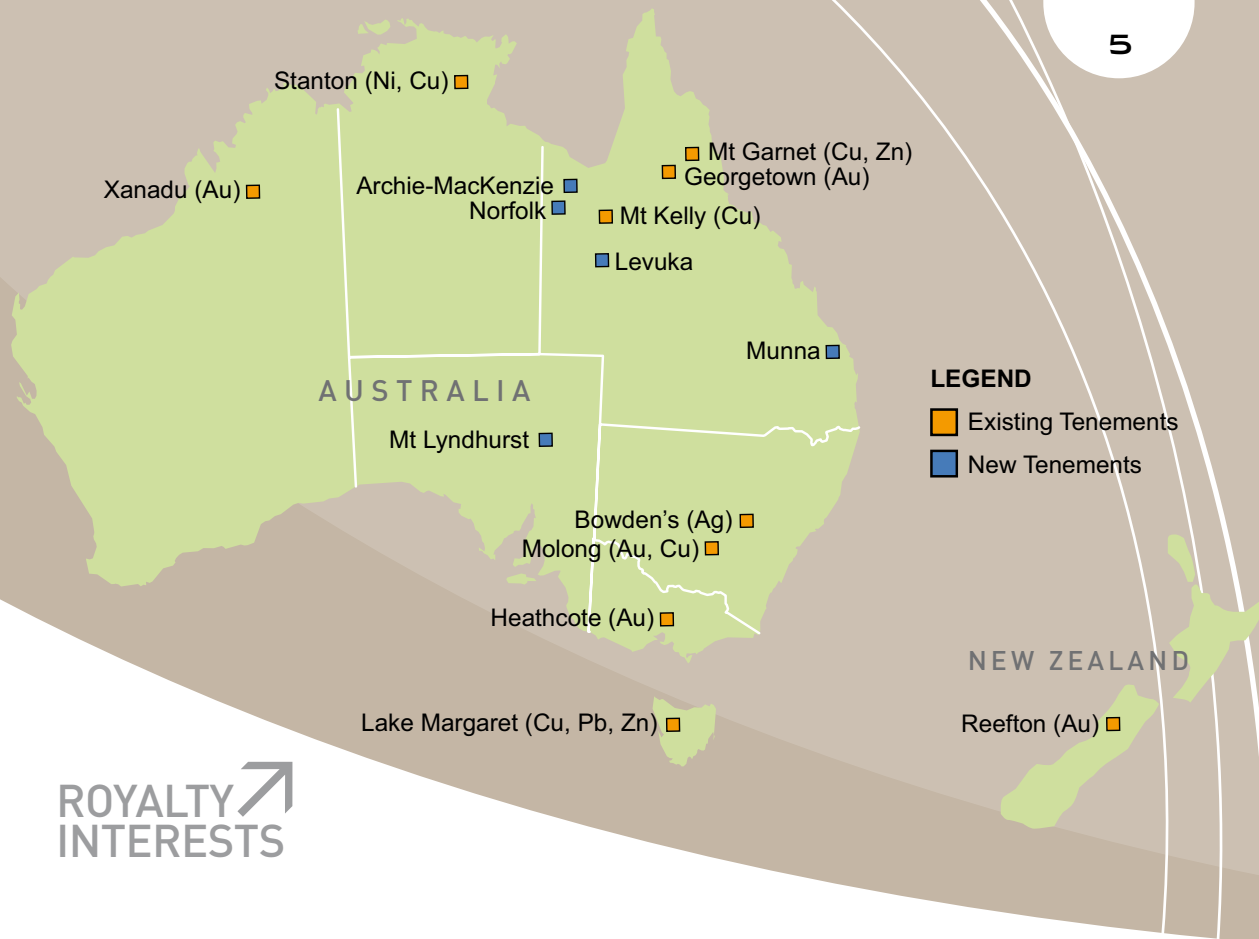 5
Stanton (Ni, Cu)
Mt Garnet (Cu, Zn)
Georgetown (Au)
Xanadu (Au)
Archie-MacKenzie
Norfolk
Mt Kelly (Cu)
Levuka
Munna
LEGEND
Existing Tenements
New Tenements
AUSTRALIA
Mt Lyndhurst
Bowden's (Ag)
Molong (Au, Cu)
Heathcote (Au)
NEW ZEALAND
Lake Margaret (Cu, Pb, Zn)
Reefton (Au)
ROYALTY
INTERESTS